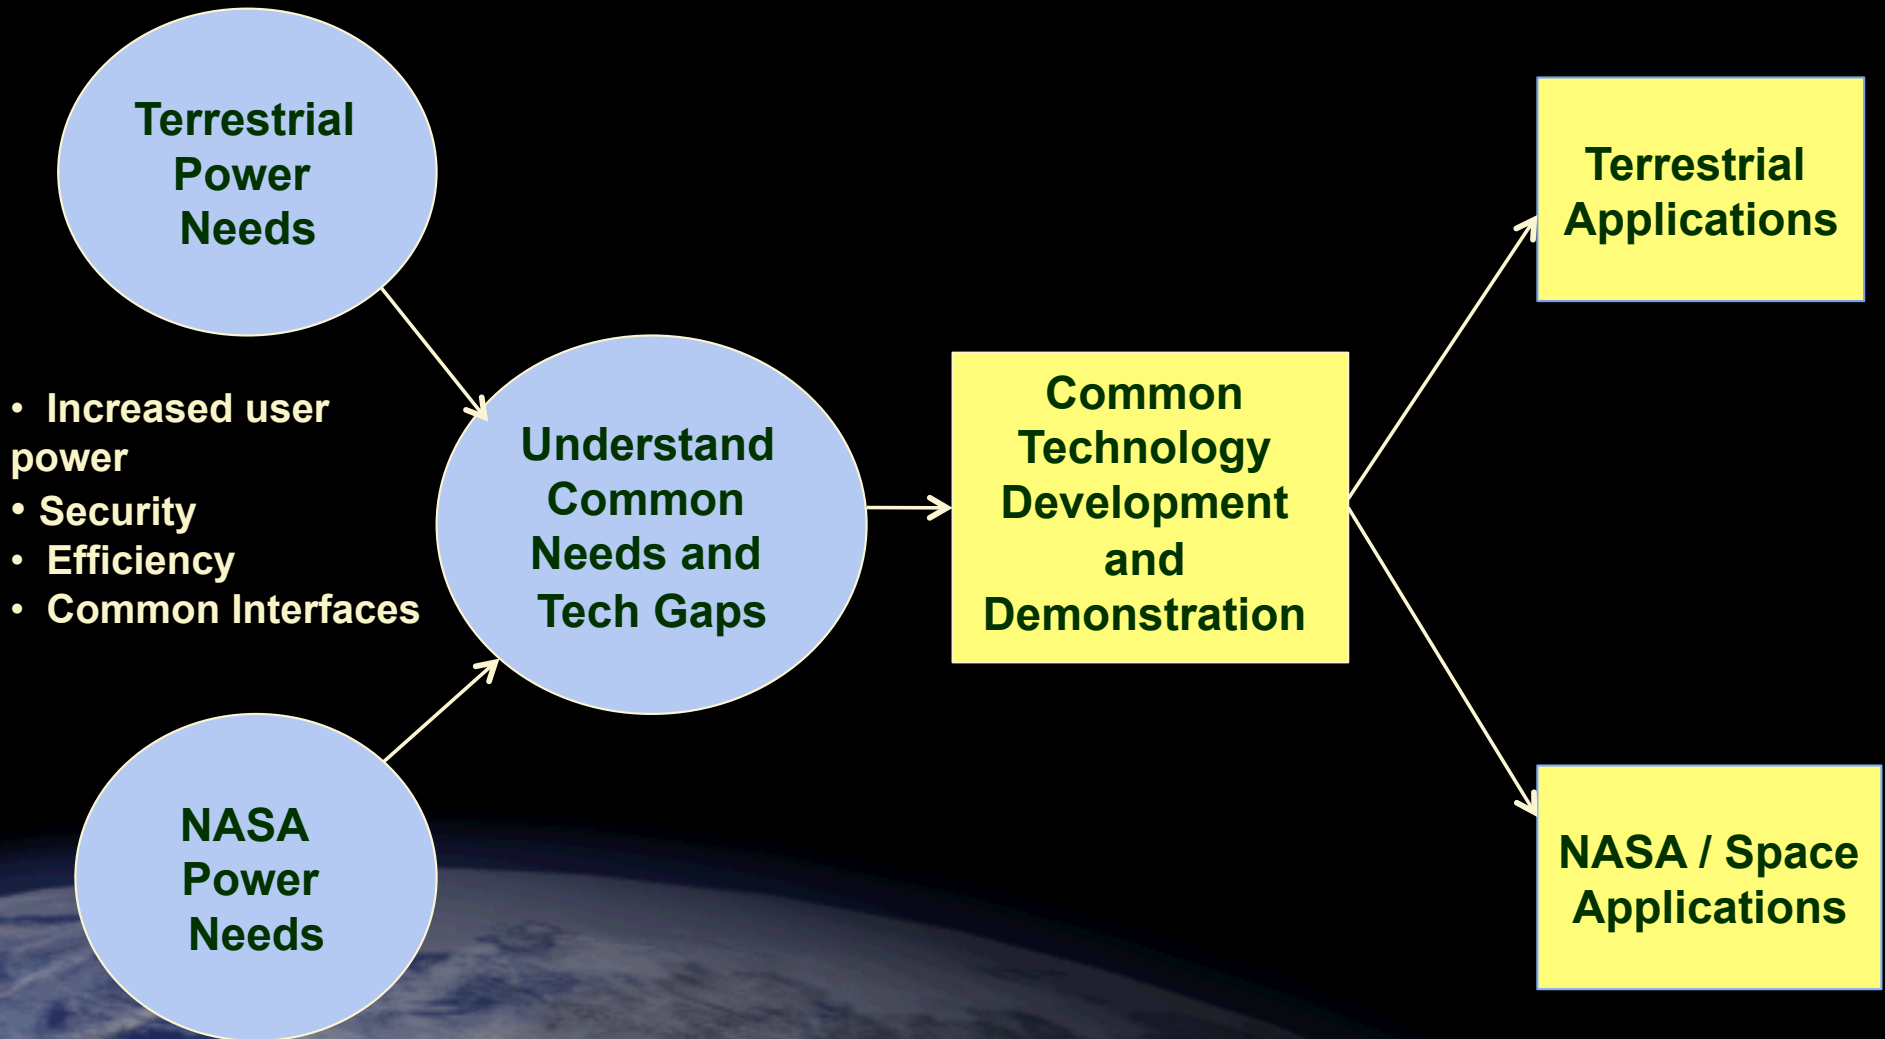 Terrestrial
Power
Needs
• Increased user
power
• Security
• Efficiency
• Common Interfaces
NASA
Power
Needs
Understand
Common
Needs and
Tech Gaps
Common
Technology
Development
and
Demonstration
Terrestrial
Applications
NASA / Space
Applications